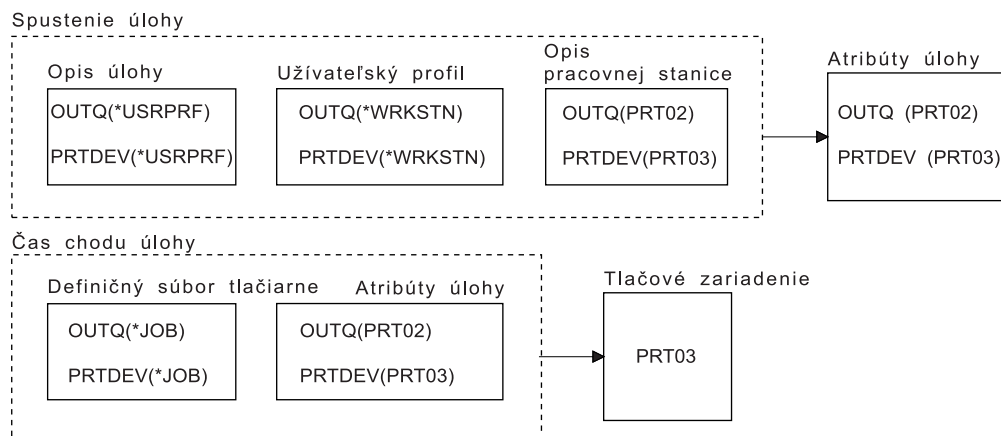 Spustenie úlohy
Opis úlohy
OUTQ(*USRPRF)
PRTDEV(*USRPRF)
Užívateľský profil
OUTQ(*WRKSTN)
PRTDEV(*WRKSTN)
Opis
pracovnej stanice
OUTQ(PRT02)
PRTDEV(PRT03)
Atribúty úlohy
OUTQ (PRT02)
PRTDEV (PRT03)
Čas chodu úlohy
Definičný súbor tlačiarne
OUTQ(*JOB)
PRTDEV(*JOB)
Atribúty úlohy
OUTQ(PRT02)
PRTDEV(PRT03)
Tlačové zariadenie
PRT03